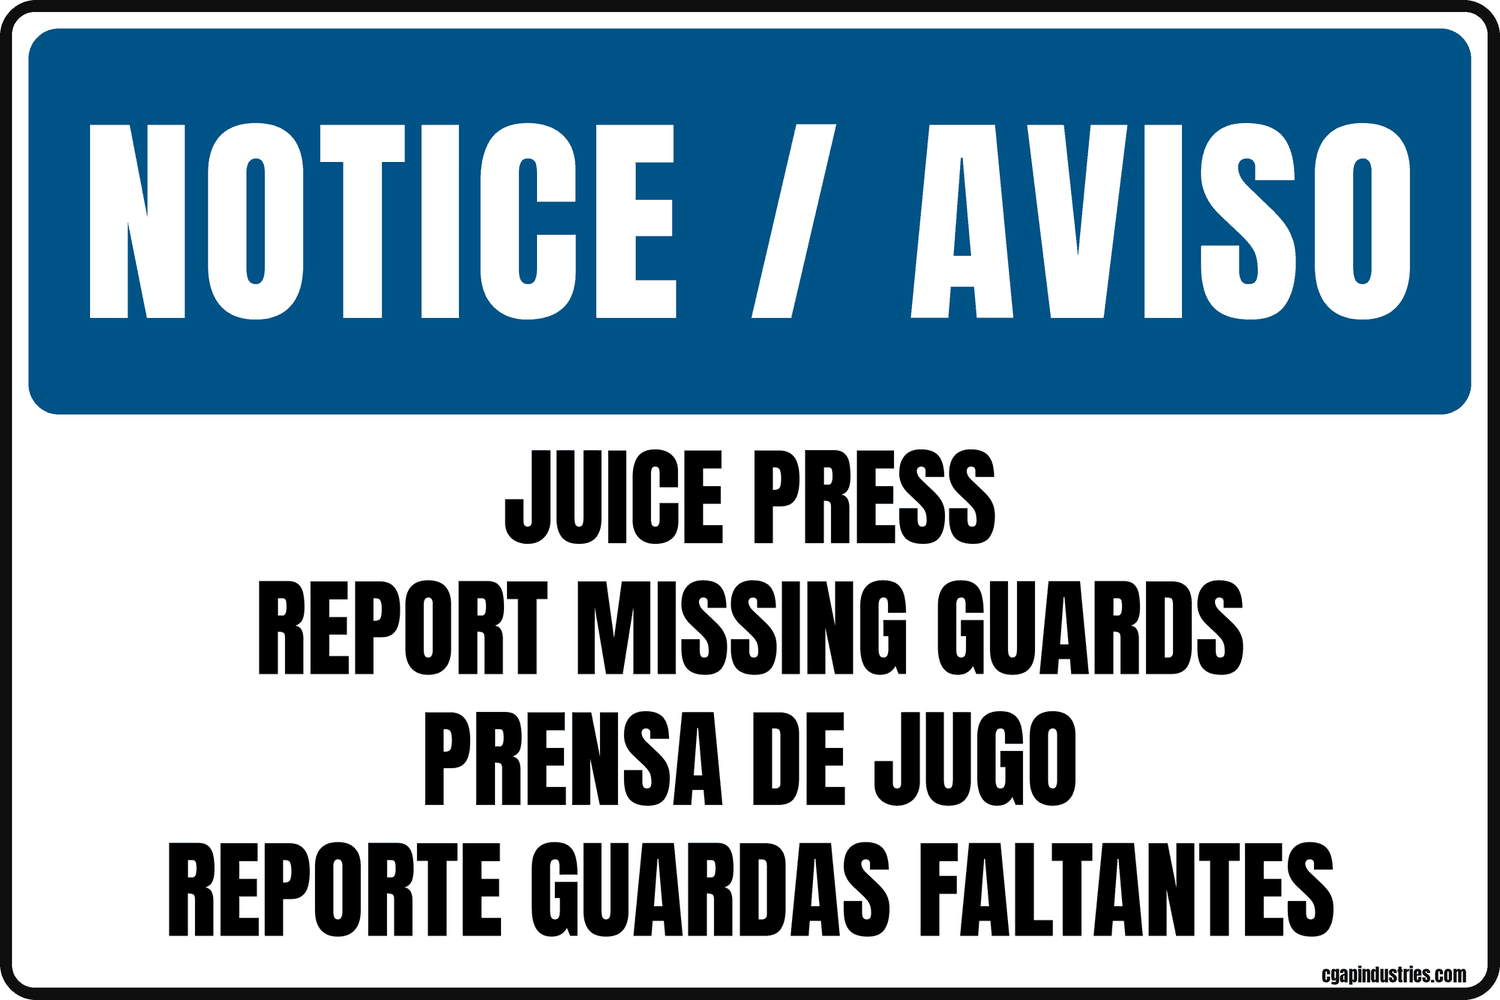 NOTICE / AVISO
JUICE PRESS
REPORT MISSING GUARDS
PRENSA DE JUGO
REPORTE GUARDAS FALTANTES
cgapindustries.com